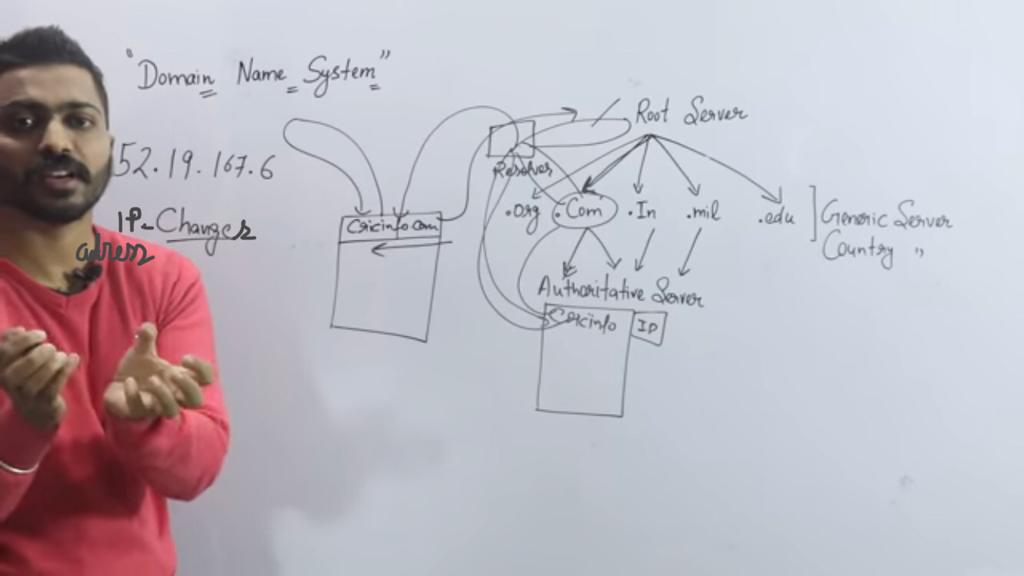 "Domain Name System"
52.19.167.6
IP-Changes
adress
Cricinfo Com
Resolver
Root Server
.org
.Com
.In
.mil
.edu
Generic Server
Country "
Authoritative Server
Cricinfo
IP